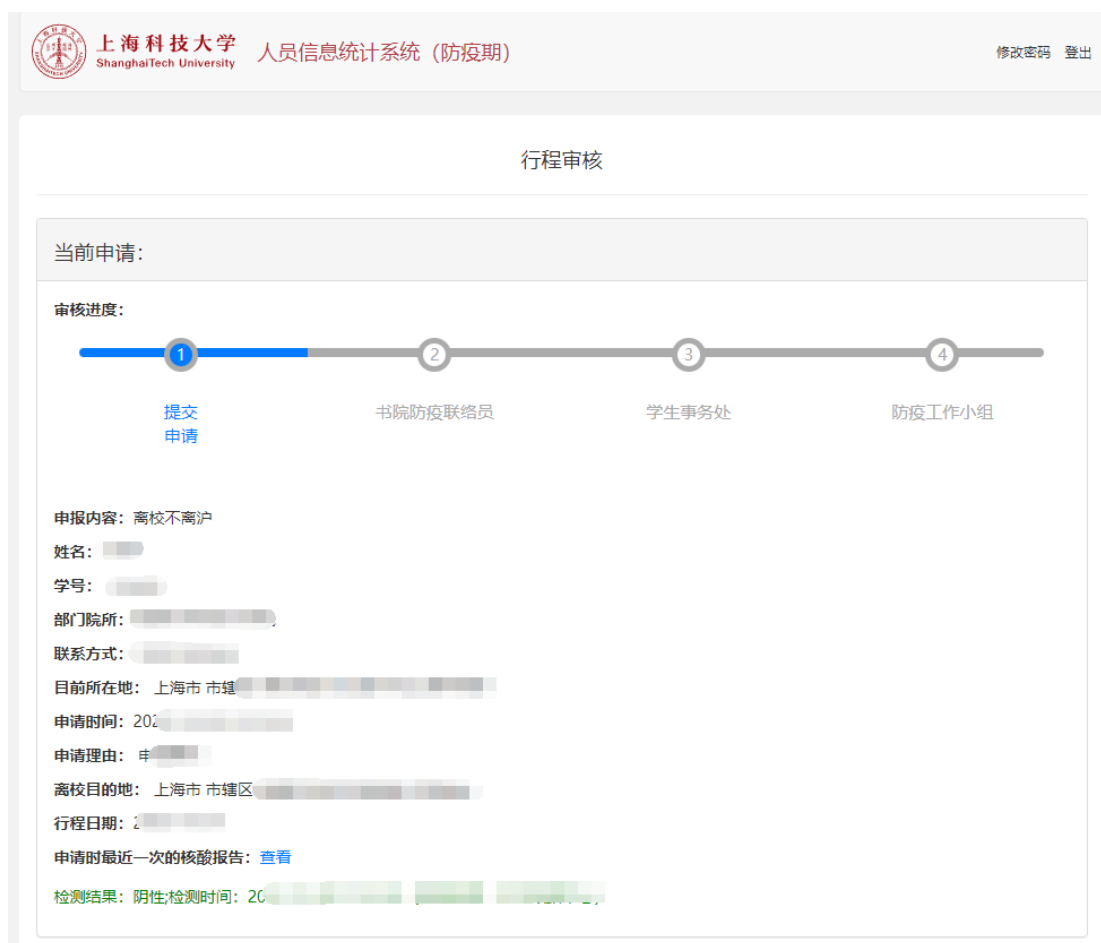 上海科技大学
ShanghaiTech University
人员信息统计系统（防疫期）
修改密码 登出
行程审核
当前申请：
审核进度：
1 2 3 4
提交
申请
书院防疫联络员 学生事务处 防疫工作小组
申报内容：离校不离沪
姓名：
学号：
部门院所：
联系方式：
目前所在地： 上海市 市辖
申请时间：202
申请理由： 申
离校目的地： 上海市 市辖区
行程日期：2
申请时最近一次的核酸报告：查看
检测结果：阴性;检测时间：20